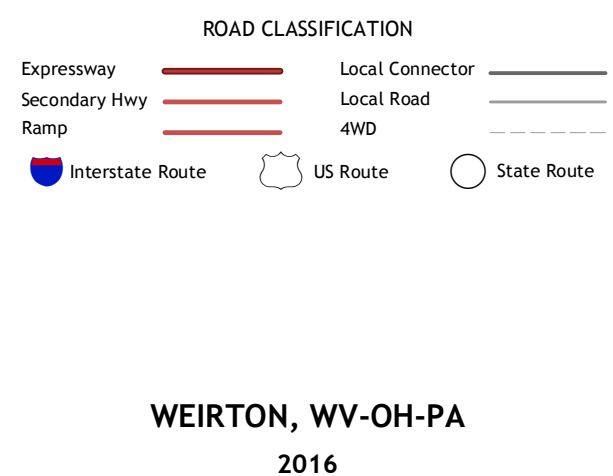 ROAD CLASSIFICATION
Expressway Local Connector
Secondary Hwy Local Road
Ramp 4WD
Interstate Route US Route State Route
WEIRTON, WV-OH-PA
2016